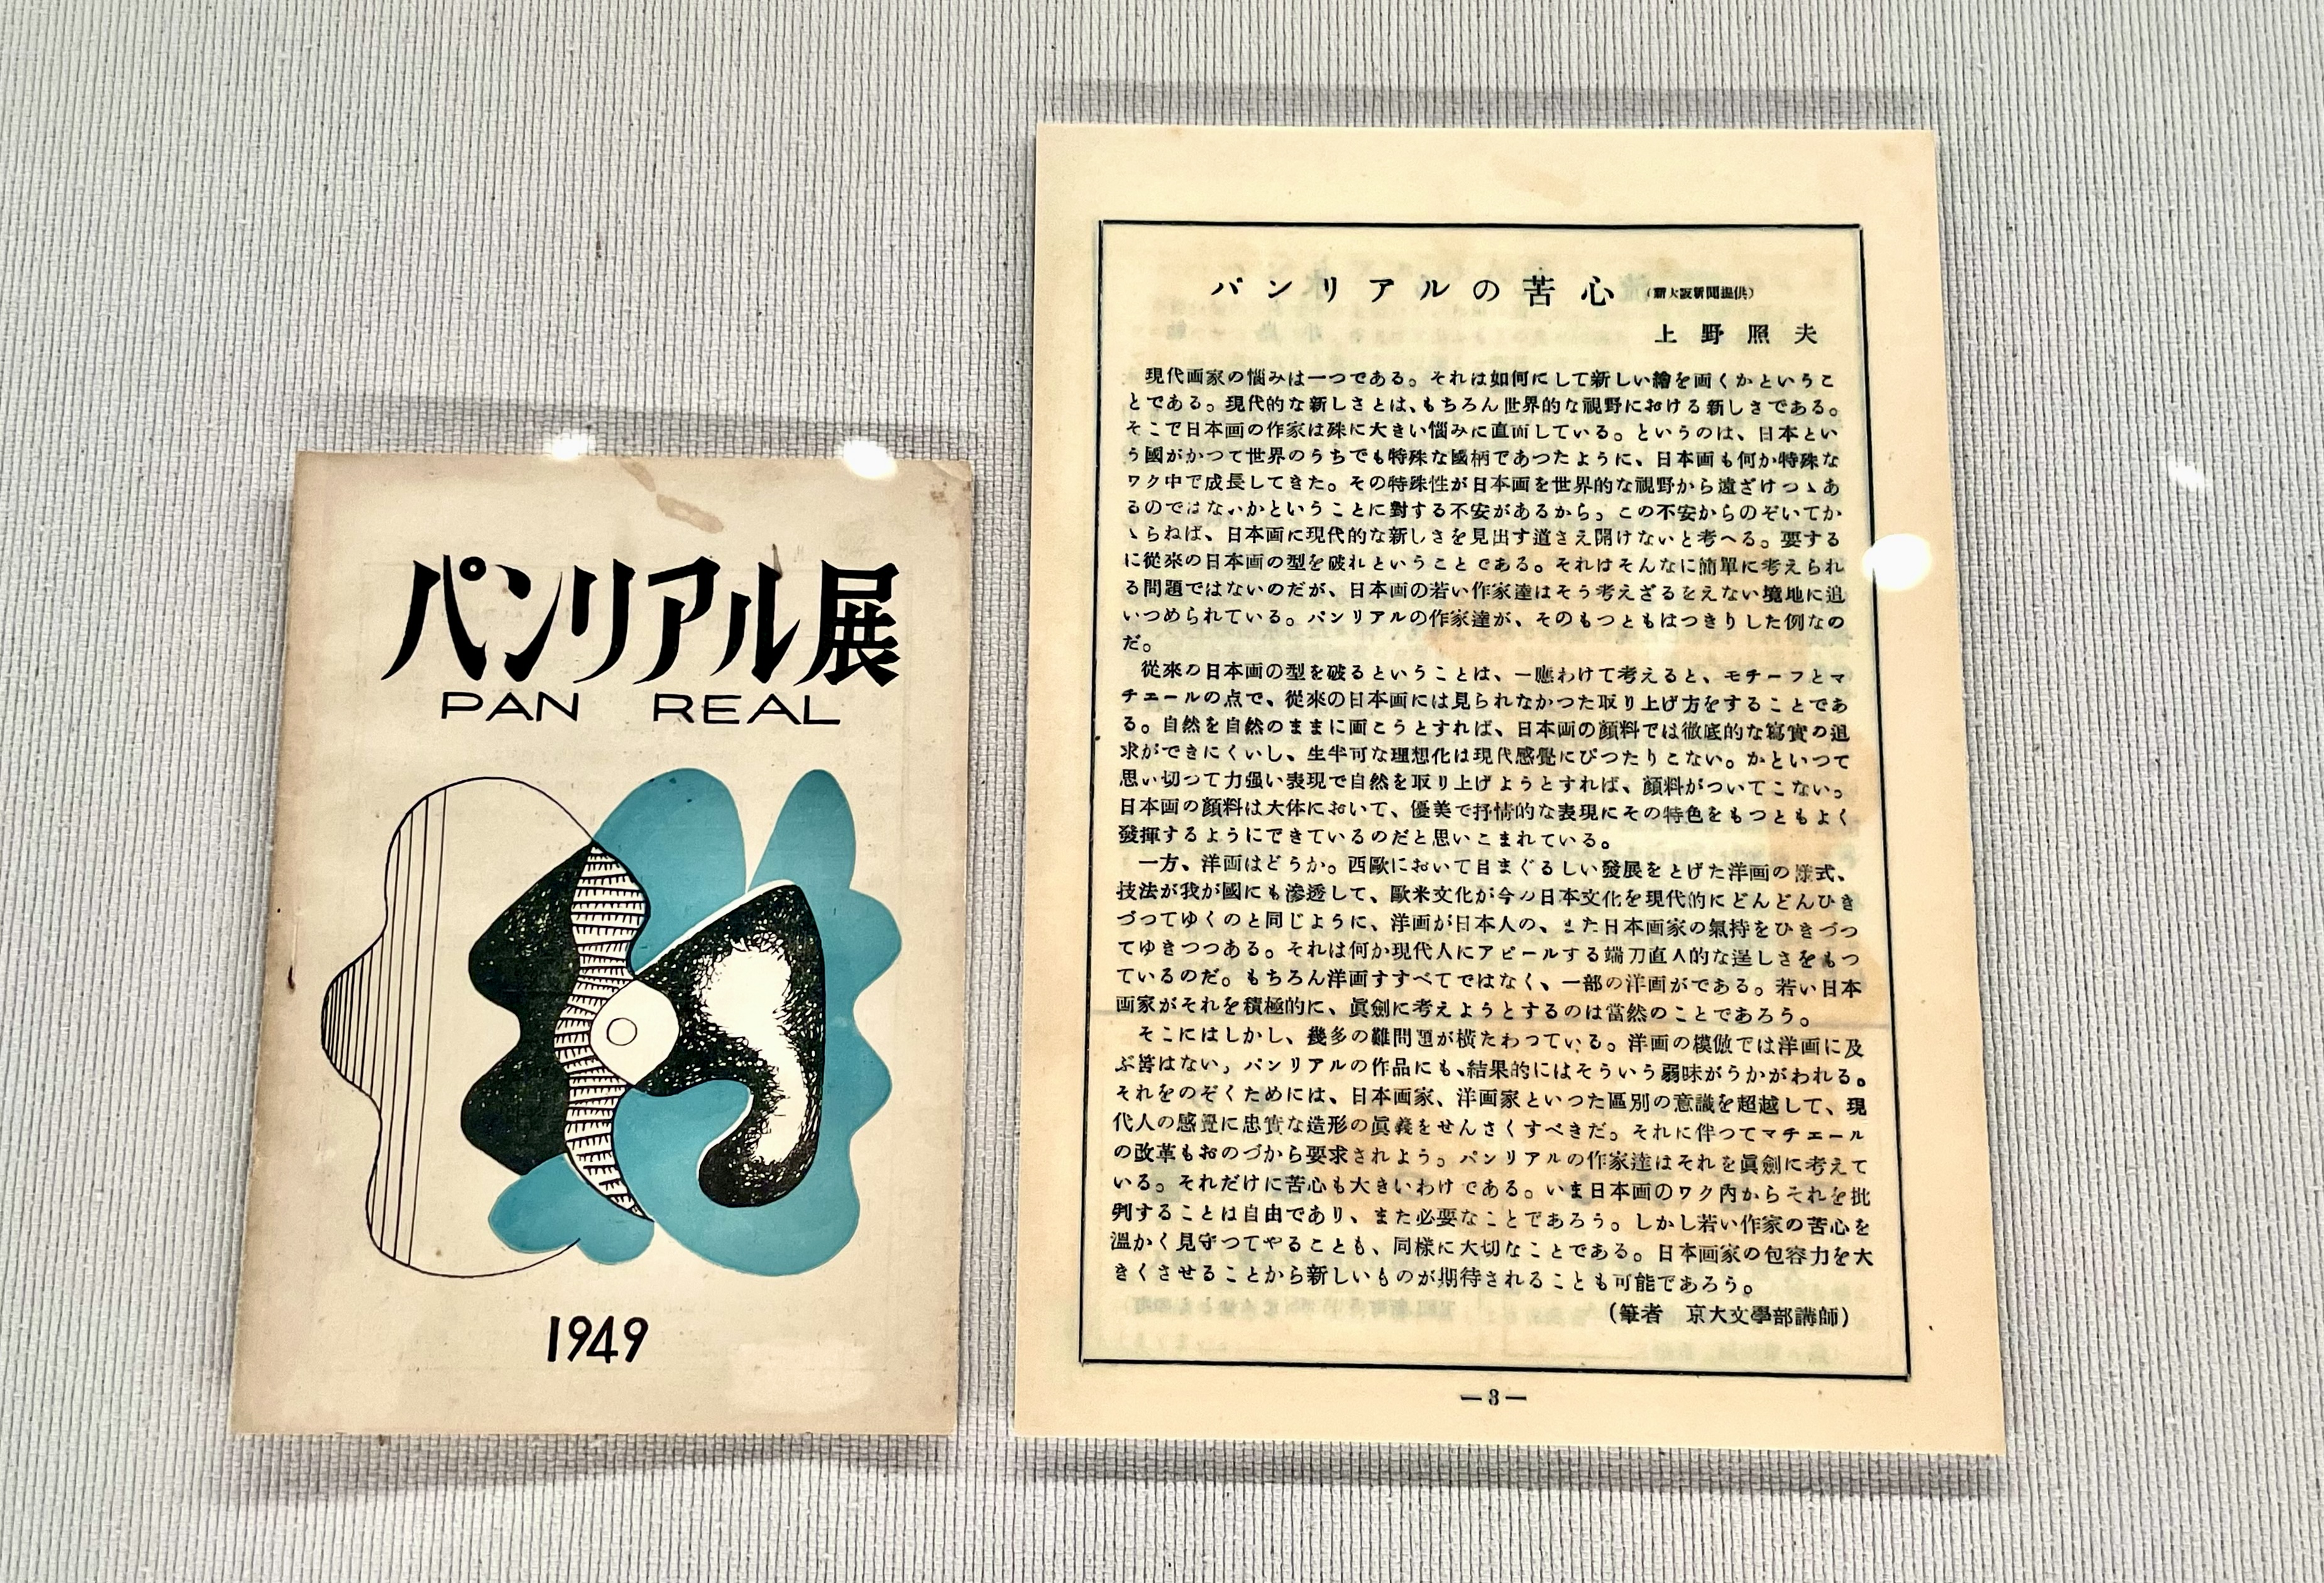 パンリアル展
PAN REAL
1949
パンリアルの苦心 (新大阪新聞提供)
上野照夫
現代画家の悩みは一つである。それは如何にして新しい繪を画くかというこ
とである。現代的な新しさとは、もちろん世界的な視野における新しさである。
そこで日本画の作家は殊に大きい悩みに直面している。というのは、日本とい
う國がかつて世界のうちでも特殊な國柄であつたように、日本画も何か特殊な
ワク中で成長してきた。その特殊性が日本画を世界的な視野から遠ざけつゝあ
るのではないかということに對する不安があるから。この不安からのぞいてか
ゝらねば、日本画に現代的な新しさを見出す道さえ開けないと考へる。要する
に從來の日本画の型を破れということである。それはそんなに簡單に考えられ
る問題ではないのだが、日本画の若い作家達はそう考えざるをえない境地に追
いつめられている。パンリアルの作家達が、そのもつともはつきりした例なの
だ。
從來の日本画の型を破るということは、一應わけて考えると、モチーフとマ
チエールの点で、從來の日本画には見られなかつた取り上げ方をすることであ
る。自然を自然のままに画こうとすれば、日本画の顔料では徹底的な寫實の追
求ができにくいし、生半可な理想化は現代感覺にぴつたりこない。かといつて
思い切つて力强い表現で自然を取り上げようとすれば、顔料がついてこない。
日本画の顔料は大体において、優美で抒情的な表現にその特色をもつともよく
發揮するようにできているのだと思いこまれている。
一方、洋画はどうか。西歐において目まぐるしい發展をとげた洋画の樣式、
技法が我が國にも渗透して、歐米文化が今の日本文化を現代的にどんどんひき
づつてゆくのと同じように、洋画が日本人の、また日本画家の氣持をひきづつ
てゆきつつある。それは何か現代人にアピールする端刀直人的な逞しさをもつ
ているのだ。もちろん洋画すすべてではなく、一部の洋画がである。若い日本
画家がそれを積極的に、眞劍に考えようとするのは當然のことであろう。
そこにはしかし、幾多の難問題が横たわつている。洋画の模倣では洋画に及
ぶ筈はない。パンリアルの作品にも、結果的にはそういう弱味がうかがわれる。
それをのぞくためには、日本画家、洋画家といつた區別の意識を超越して、現
代人の感覺に忠實な造形の眞義をせんさくすべきだ。それに伴つてマチエール
の改革もおのづから要求されよう。パンリアルの作家達はそれを眞劍に考えて
いる。それだけに苦心も大きいわけである。いま日本画のワク内からそれを批
判することは自由であり、また必要なことであろう。しかし若い作家の苦心を
溫かく見守つてやることも、同様に大切なことである。日本画家の包容力を大
きくさせることから新しいものが期待されることも可能であろう。
(筆者 京大文學部講師)
—3—